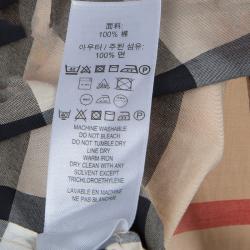 面料:
100% 棉
아우터 / 주된 섬유:
100% 면
MACHINE WASHABLE
DO NOT BLEACH
DO NOT TUMBLE DRY
LINE DRY
WARM IRON
DRY CLEAN WITH
ANY SOLVENT EXCEPT
TRICHLOROETHYLENE
LAVABLE EN MACHINE
NE PAS BLANCHIR